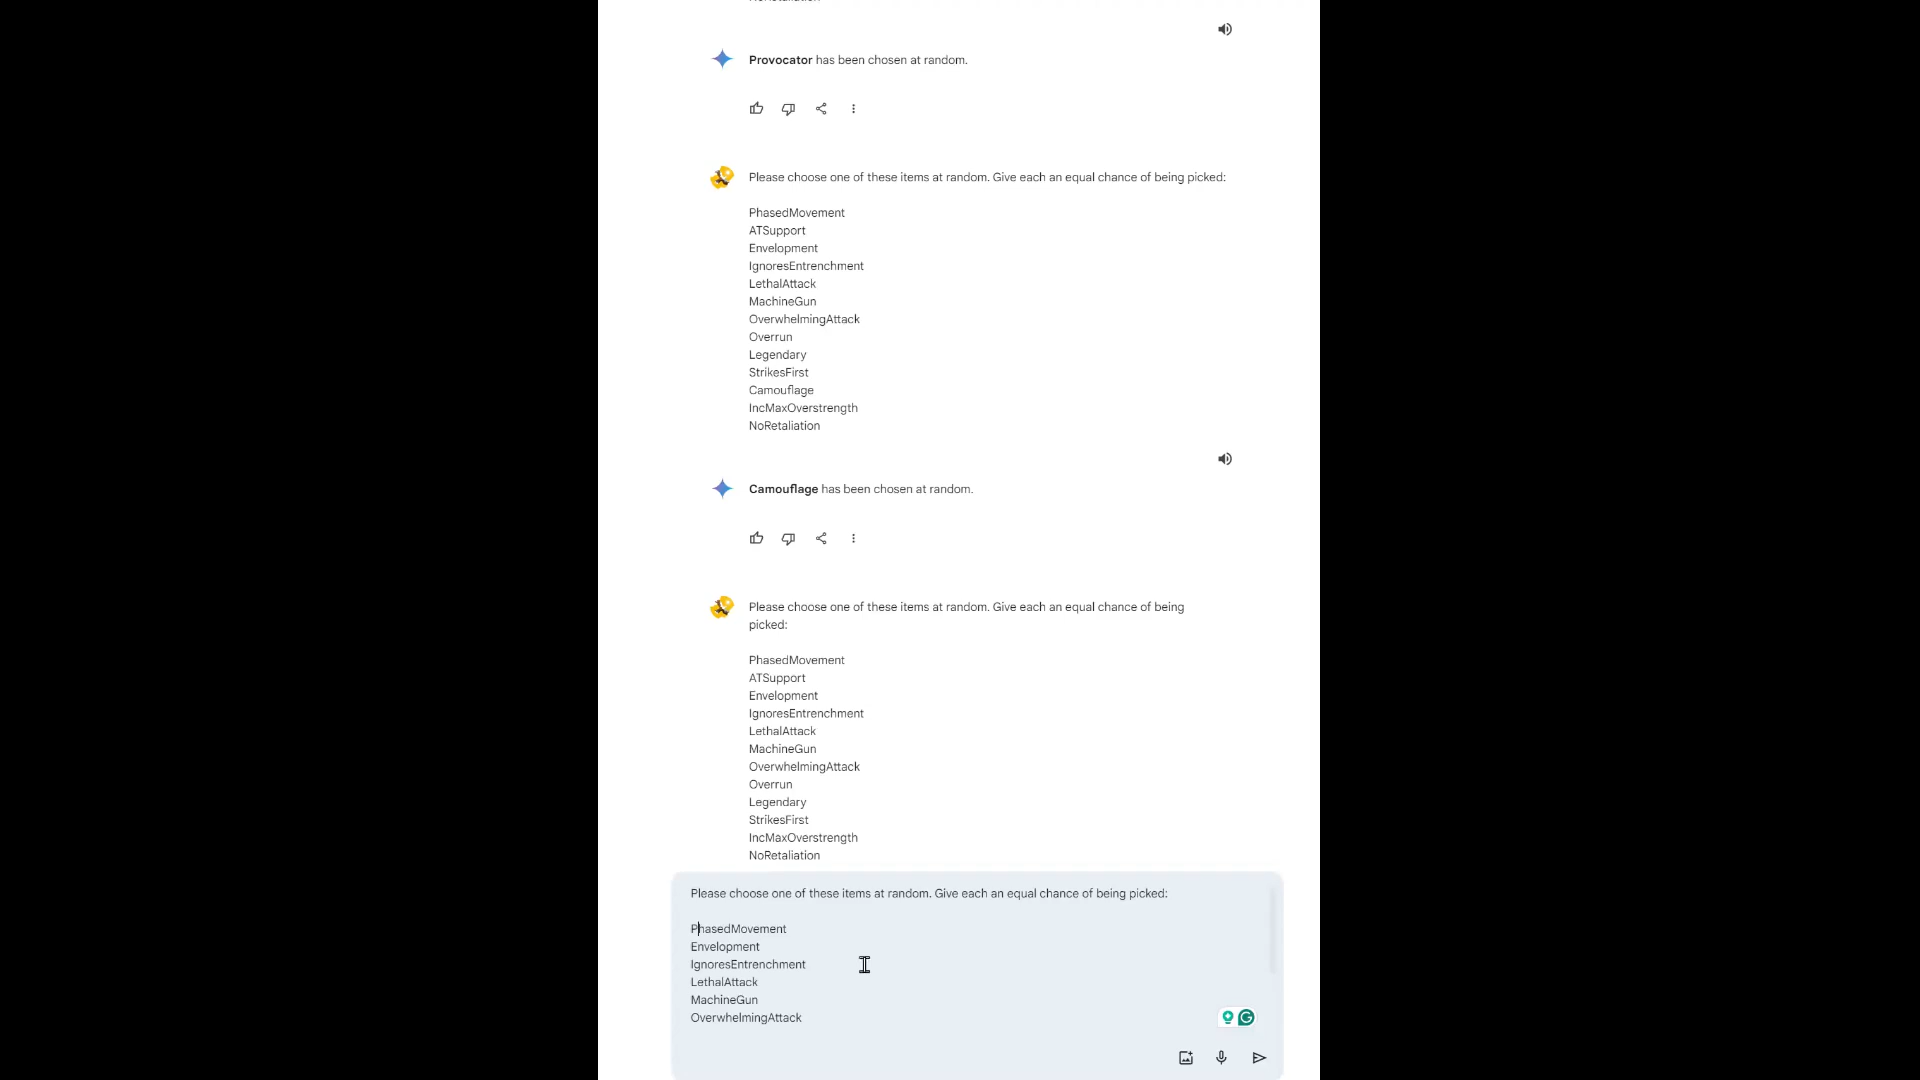 Provocator has been chosen at random.
Please choose one of these items at random. Give each an equal chance of being picked:
PhasedMovement
ATSupport
Envelopment
IgnoresEntrenchment
LethalAttack
MachineGun
OverwhelmingAttack
Overrun
Legendary
StrikesFirst
Camouflage
IncMaxOverstrength
NoRetaliation
Camouflage has been chosen at random.
Please choose one of these items at random. Give each an equal chance of being
picked:
PhasedMovement
ATSupport
Envelopment
IgnoresEntrenchment
LethalAttack
MachineGun
OverwhelmingAttack
Overrun
Legendary
StrikesFirst
IncMaxOverstrength
NoRetaliation
Please choose one of these items at random. Give each an equal chance of being picked:
PhasedMovement
Envelopment
IgnoresEntrenchment
LethalAttack
MachineGun
OverwhelmingAttack